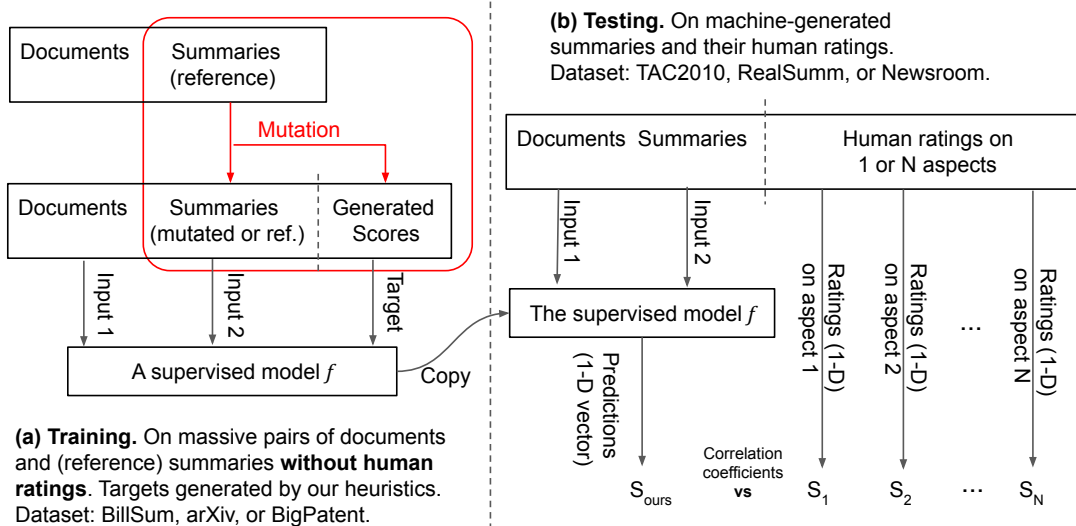 Documents Summaries
(reference)
Mutation
Documents Summaries Generated
(mutated or ref.) Scores
Input 1
Input 2
Target
A supervised model f
Copy
(a) Training. On massive pairs of documents
and (reference) summaries without human
ratings. Targets generated by our heuristics.
Dataset: BillSum, arXiv, or BigPatent.
(b) Testing. On machine-generated
summaries and their human ratings.
Dataset: TAC2010, RealSumm, or Newsroom.
Documents Summaries Human ratings on
1 or N aspects
Input 1
Input 2
The supervised model f
Predictions
(1-D vector)
Ratings (1-D)
on aspect 1
Ratings (1-D)
on aspect 2
...
Ratings (1-D)
on aspect N
Sours
Correlation
coefficients
vs
S1 S2 ... SN